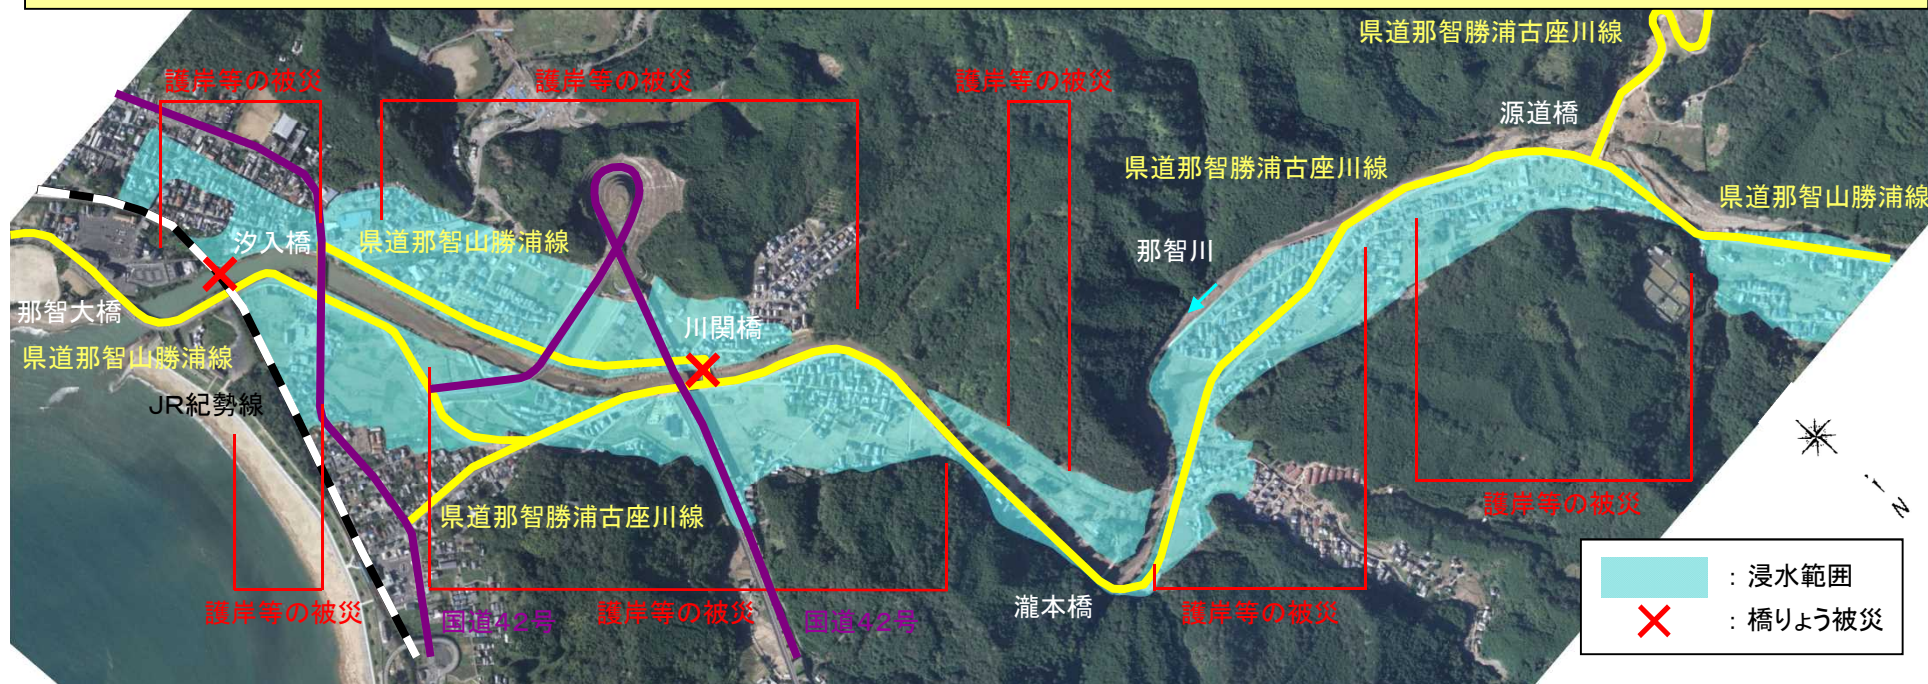 県道那智勝浦古座川線
護岸等の被災
護岸等の被災
護岸等の被災
源道橋
県道那智勝浦古座川線
県道那智山勝浦線
汐入橋
県道那智山勝浦線
那智川
那智大橋
川関橋
県道那智山勝浦線
JR紀勢線
県道那智勝浦古座川線
護岸等の被災
N
護岸等の被災
国道42号
護岸等の被災
国道42号
瀧本橋
護岸等の被災
：浸水範囲
：橋りょう被災